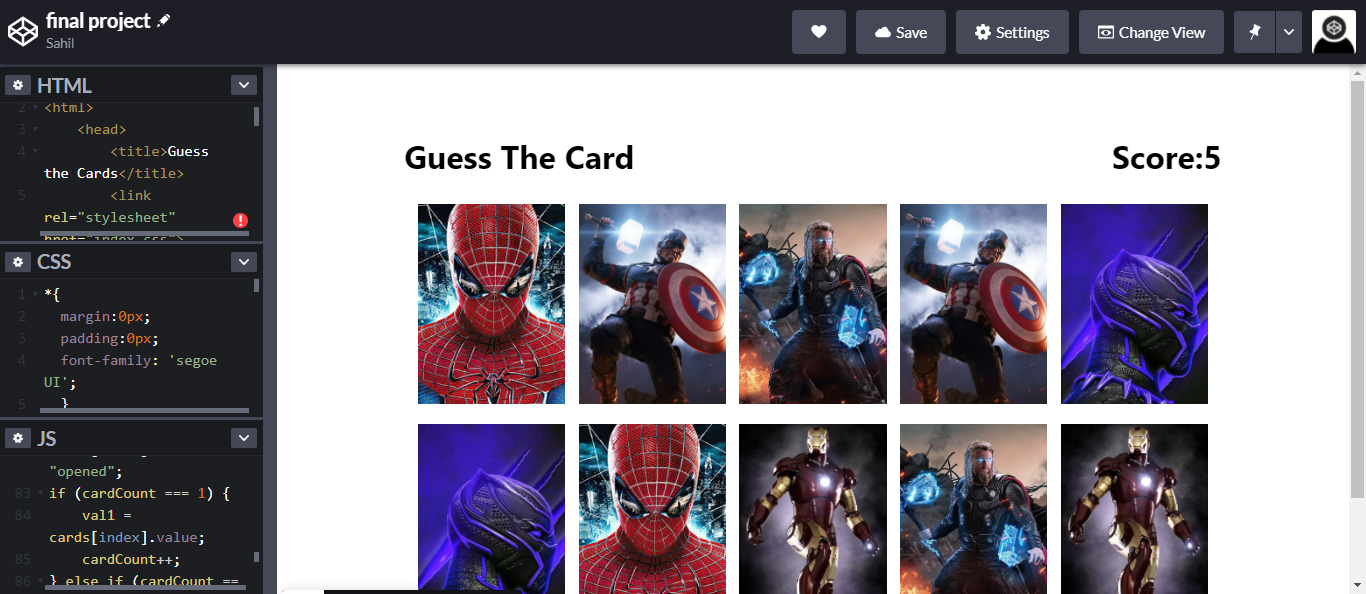 final project
Sahil
Save
Settings
Change View
HTML
2 <html>
3 <head>
4 <title>Guess
the Cards</title>
5 <link
rel="stylesheet"
href="index.css">
CSS
1 *{
2 margin:0px;
3 padding:0px;
4 font-family: 'segoe
UI';
5 }
JS
"opened";
83 if (cardCount === 1) {
84 val1 =
cards[index].value;
85 cardCount++;
86 } else if (cardCount ==
Guess The Card
Score:5